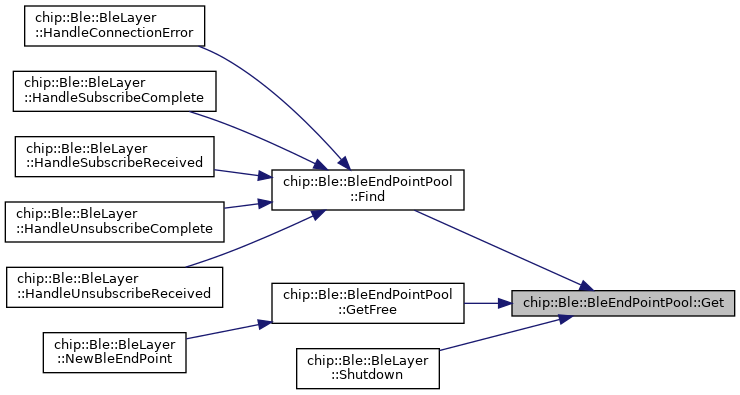 chip::Ble::BleLayer
::HandleConnectionError
chip::Ble::BleLayer
::HandleSubscribeComplete
chip::Ble::BleLayer
::HandleSubscribeReceived
chip::Ble::BleEndPointPool
::Find
chip::Ble::BleLayer
::HandleUnsubscribeComplete
chip::Ble::BleLayer
::HandleUnsubscribeReceived
chip::Ble::BleEndPointPool
::GetFree
chip::Ble::BleEndPointPool::Get
chip::Ble::BleLayer
::NewBleEndPoint
chip::Ble::BleLayer
::Shutdown